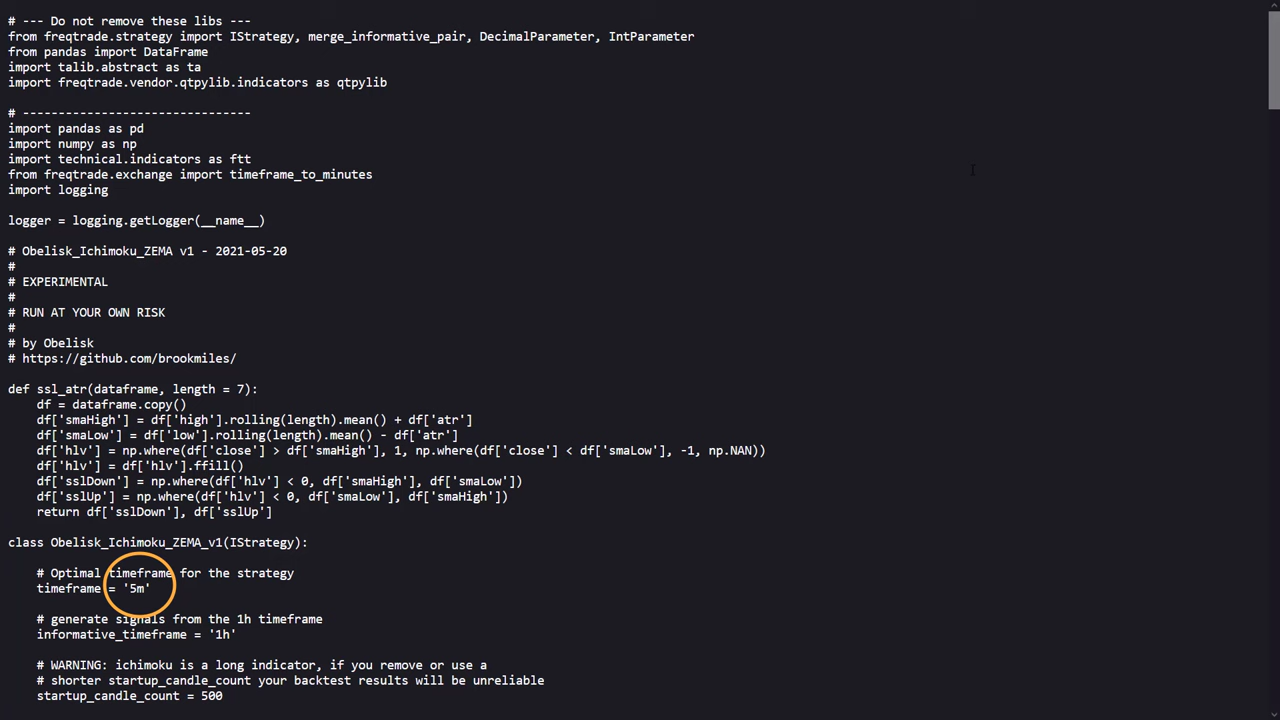 # --- Do not remove these libs ---
from freqtrade.strategy import IStrategy, merge_informative_pair, DecimalParameter, IntParameter
from pandas import DataFrame
import talib.abstract as ta
import freqtrade.vendor.qtpylib.indicators as qtpylib
# --------------------------------
import pandas as pd
import numpy as np
import technical.indicators as ftt
from freqtrade.exchange import timeframe_to_minutes
import logging
logger = logging.getLogger(__name__)
# Obelisk_Ichimoku_ZEMA v1 - 2021-05-20
#
# EXPERIMENTAL
#
# RUN AT YOUR OWN RISK
#
# by Obelisk
# https://github.com/brookmiles/
def ssl_atr(dataframe, length = 7):
    df = dataframe.copy()
    df['smaHigh'] = df['high'].rolling(length).mean() + df['atr']
    df['smaLow'] = df['low'].rolling(length).mean() - df['atr']
    df['hlv'] = np.where(df['close'] > df['smaHigh'], 1, np.where(df['close'] < df['smaLow'], -1, np.NAN))
    df['hlv'] = df['hlv'].ffill()
    df['sslDown'] = np.where(df['hlv'] < 0, df['smaHigh'], df['smaLow'])
    df['sslUp'] = np.where(df['hlv'] < 0, df['smaLow'], df['smaHigh'])
    return df['sslDown'], df['sslUp']
class Obelisk_Ichimoku_ZEMA_v1(IStrategy):
    # Optimal timeframe for the strategy
    timeframe = '5m'
    # generate signals from the 1h timeframe
    informative_timeframe = '1h'
    # WARNING: ichimoku is a long indicator, if you remove or use a
    # shorter startup_candle_count your backtest results will be unreliable
    startup_candle_count = 500